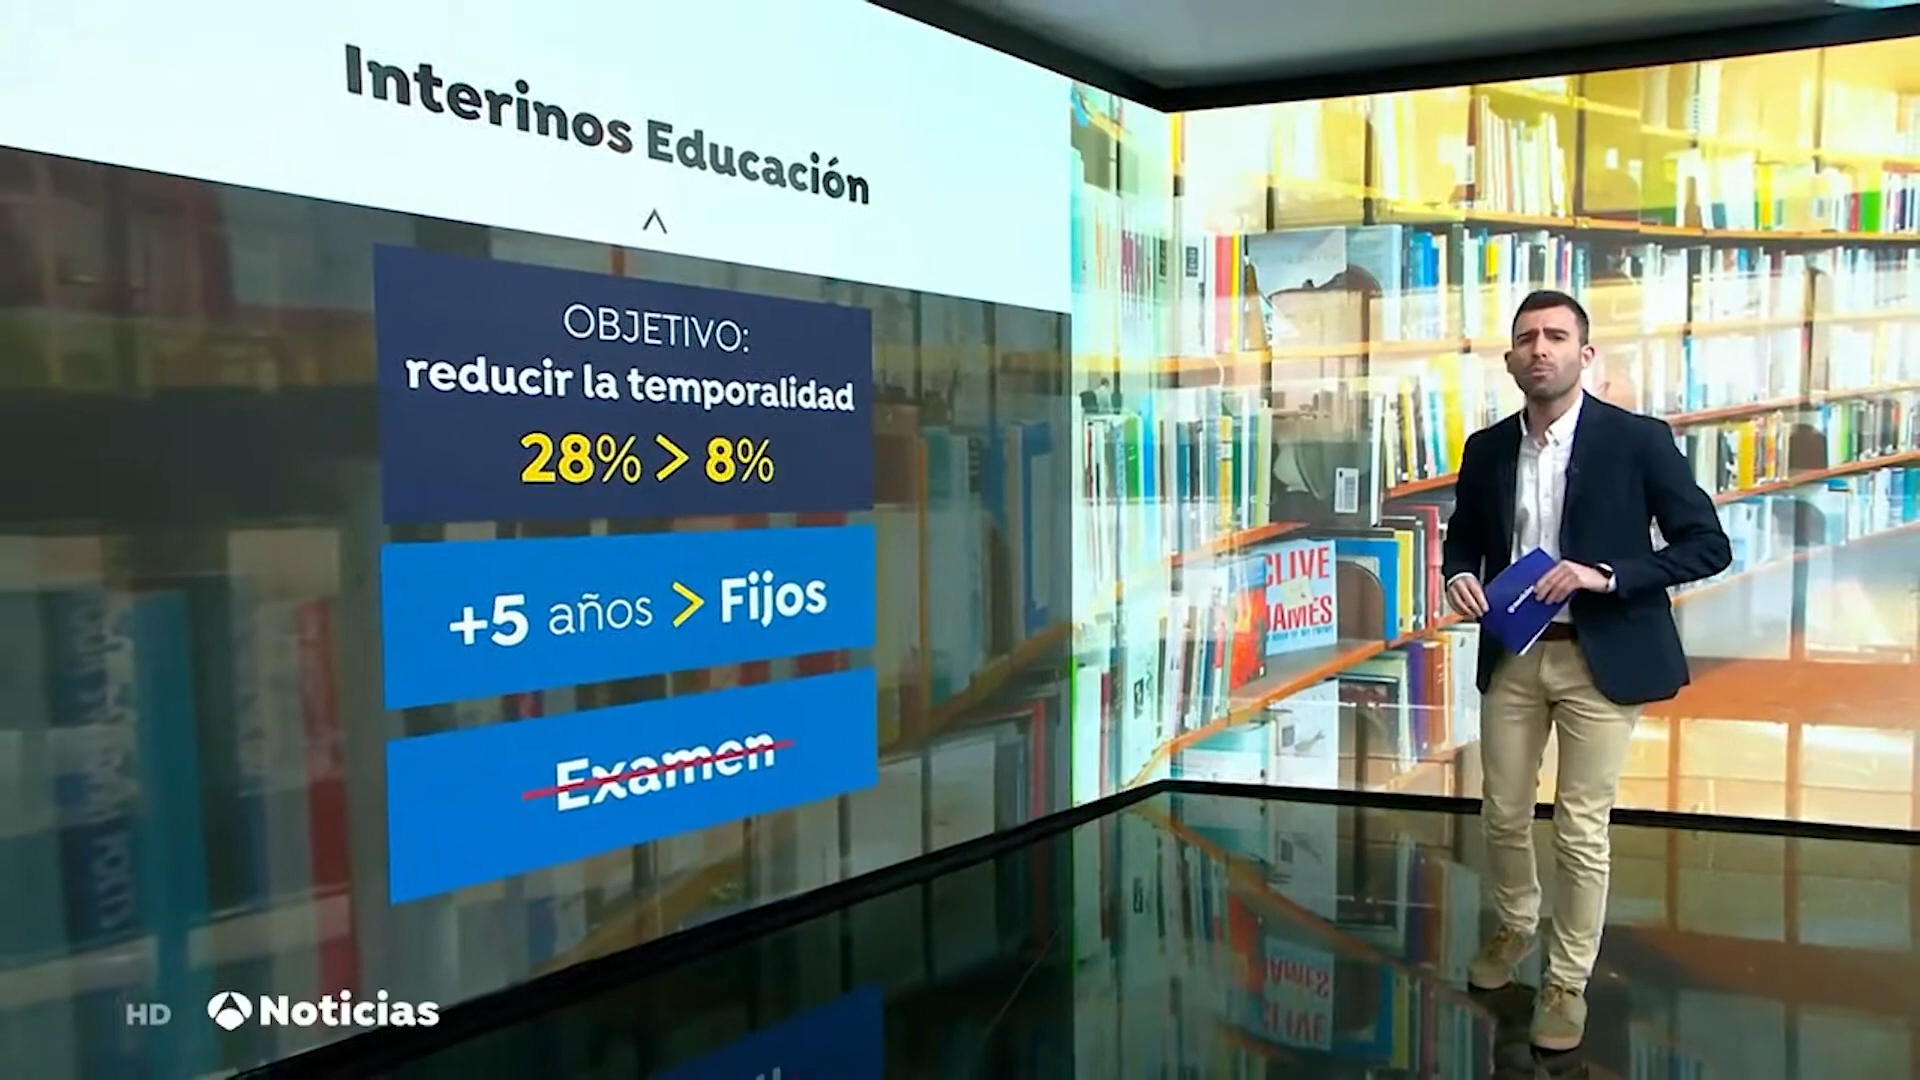 Interinos Educación
^
OBJETIVO:
reducir la temporalidad
28% > 8%
+5 años > Fijos
Examen
CLIVE
JAMES
HD Noticias